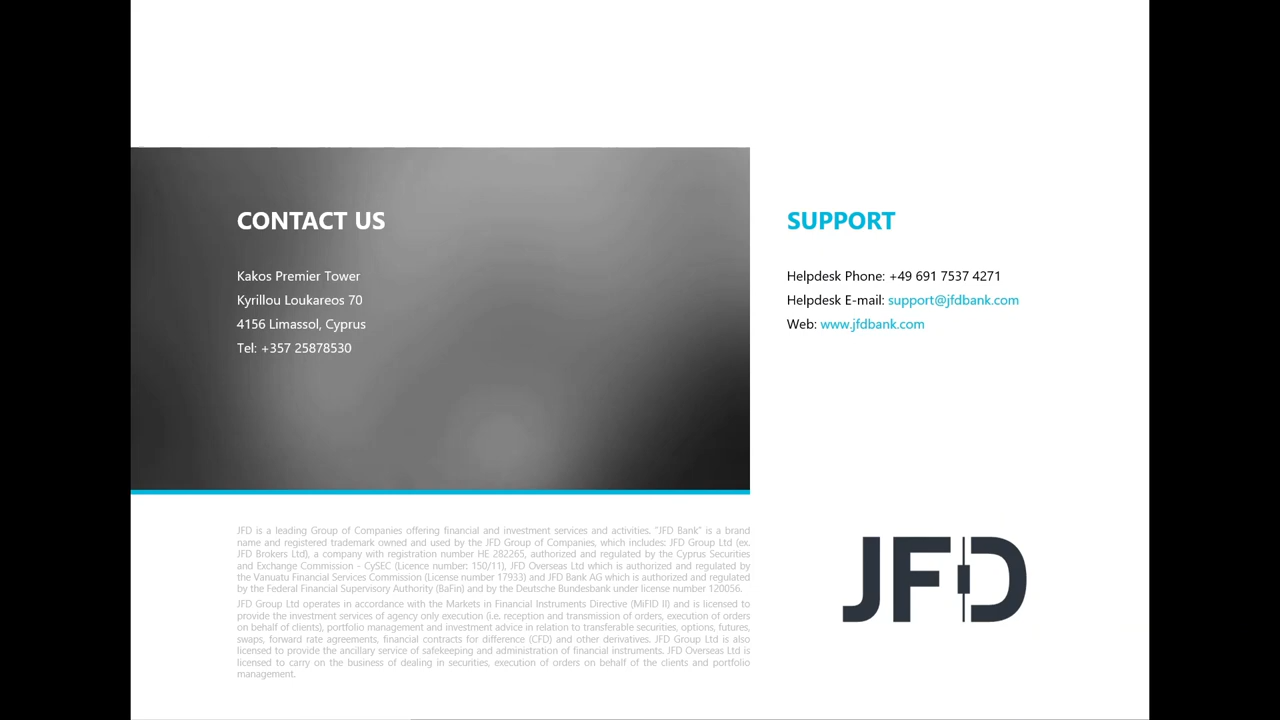 CONTACT US
Kakos Premier Tower
Kyrillou Loukareos 70
4156 Limassol, Cyprus
Tel: +357 25878530
SUPPORT
Helpdesk Phone: +49 691 7537 4271
Helpdesk E-mail: support@jfdbank.com
Web: www.jfdbank.com
JFD is a leading Group of Companies offering financial and investment services and activities. "JFD Bank" is a brand
name and registered trademark owned and used by the JFD Group of Companies, which includes: JFD Group Ltd (ex.
JFD Brokers Ltd), a company with registration number HE 282265, authorized and regulated by the Cyprus Securities
and Exchange Commission - CySEC (Licence number: 150/11), JFD Overseas Ltd which is authorized and regulated by
the Vanuatu Financial Services Commission (License number 17933) and JFD Bank AG which is authorized and regulated
by the Federal Financial Supervisory Authority (BaFin) and by the Deutsche Bundesbank under license number 120056.
JFD Group Ltd operates in accordance with the Markets in Financial Instruments Directive (MiFID II) and is licensed to
provide the investment services of agency only execution (i.e. reception and transmission of orders, execution of orders
on behalf of clients), portfolio management and investment advice in relation to transferable securities, options, futures,
swaps, forward rate agreements, financial contracts for difference (CFD) and other derivatives. JFD Group Ltd is also
licensed to provide the ancillary service of safekeeping and administration of financial instruments. JFD Overseas Ltd is
licensed to carry on the business of dealing in securities, execution of orders on behalf of the clients and portfolio
management.
JFD